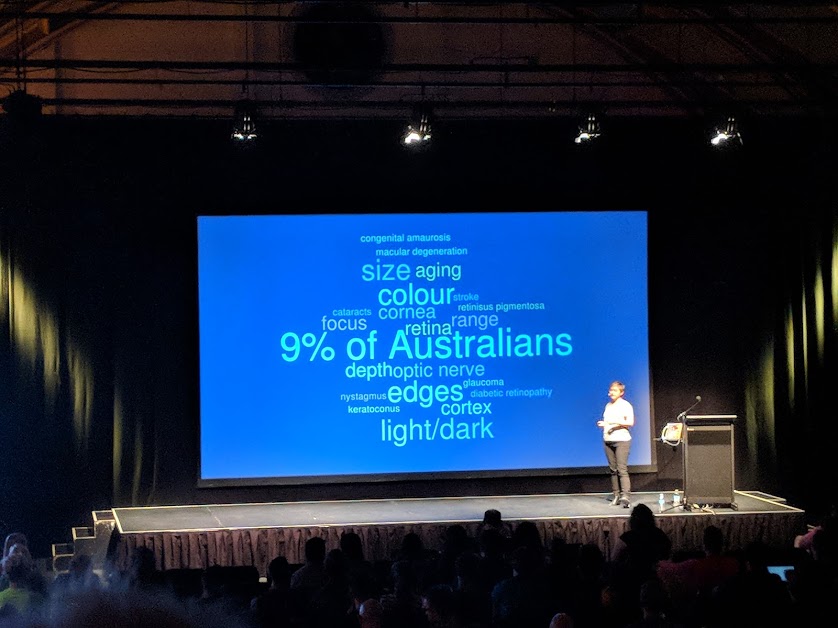 congenital amaurosis
macular degeneration
size aging
colour stroke
cataracts cornea retinisus pigmentosa
focus retina range
9% of Australians
depth optic nerve
glaucoma
nystagmus edges diabetic retinopathy
keratoconus cortex
light/dark